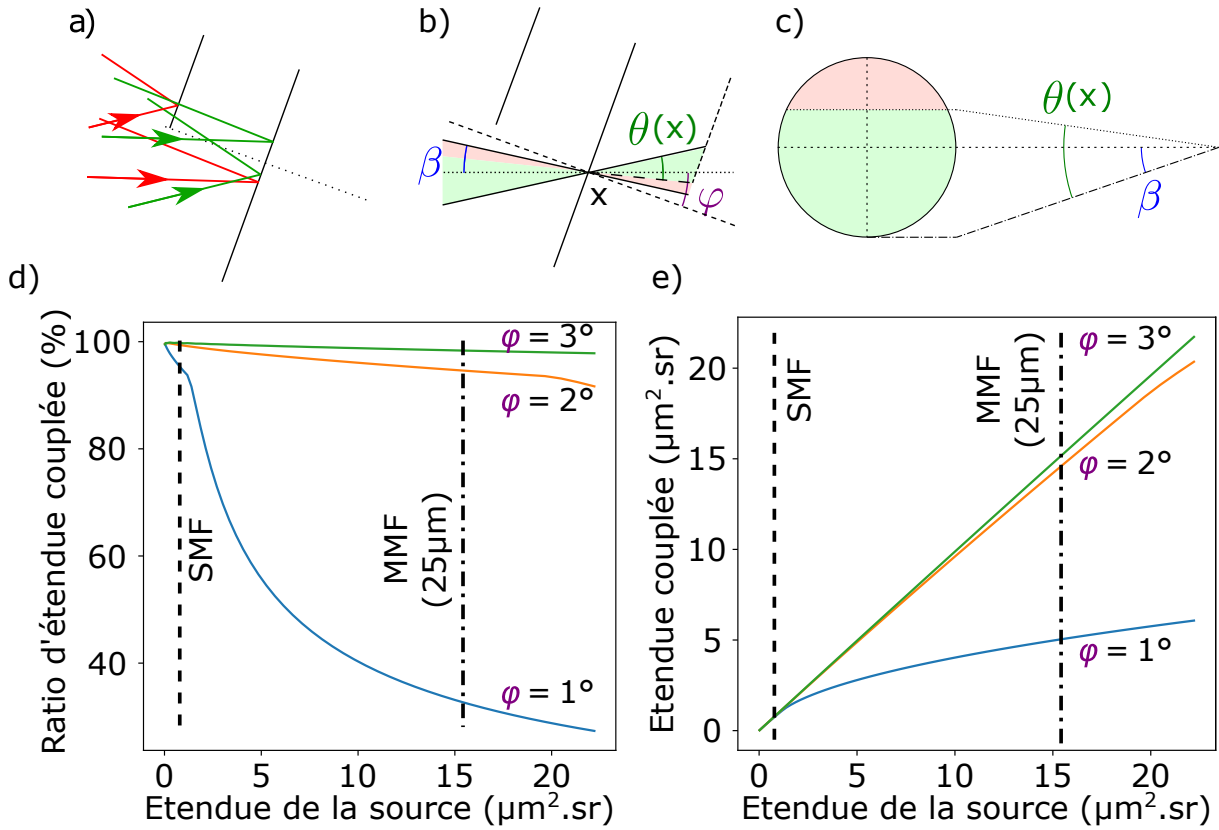 a)
b)
c)
β
θ(x)
x
φ
θ(x)
β
d)
e)
Ratio d'étendue couplée (%)
100
80
60
40
0
5
10
15
20
Etendue de la source (µm².sr)
SMF
MMF
(25µm)
φ = 3°
φ = 2°
φ = 1°
Etendue couplée (µm².sr)
20
15
10
5
0
0
5
10
15
20
Etendue de la source (µm².sr)
SMF
MMF
(25µm)
φ = 3°
φ = 2°
φ = 1°